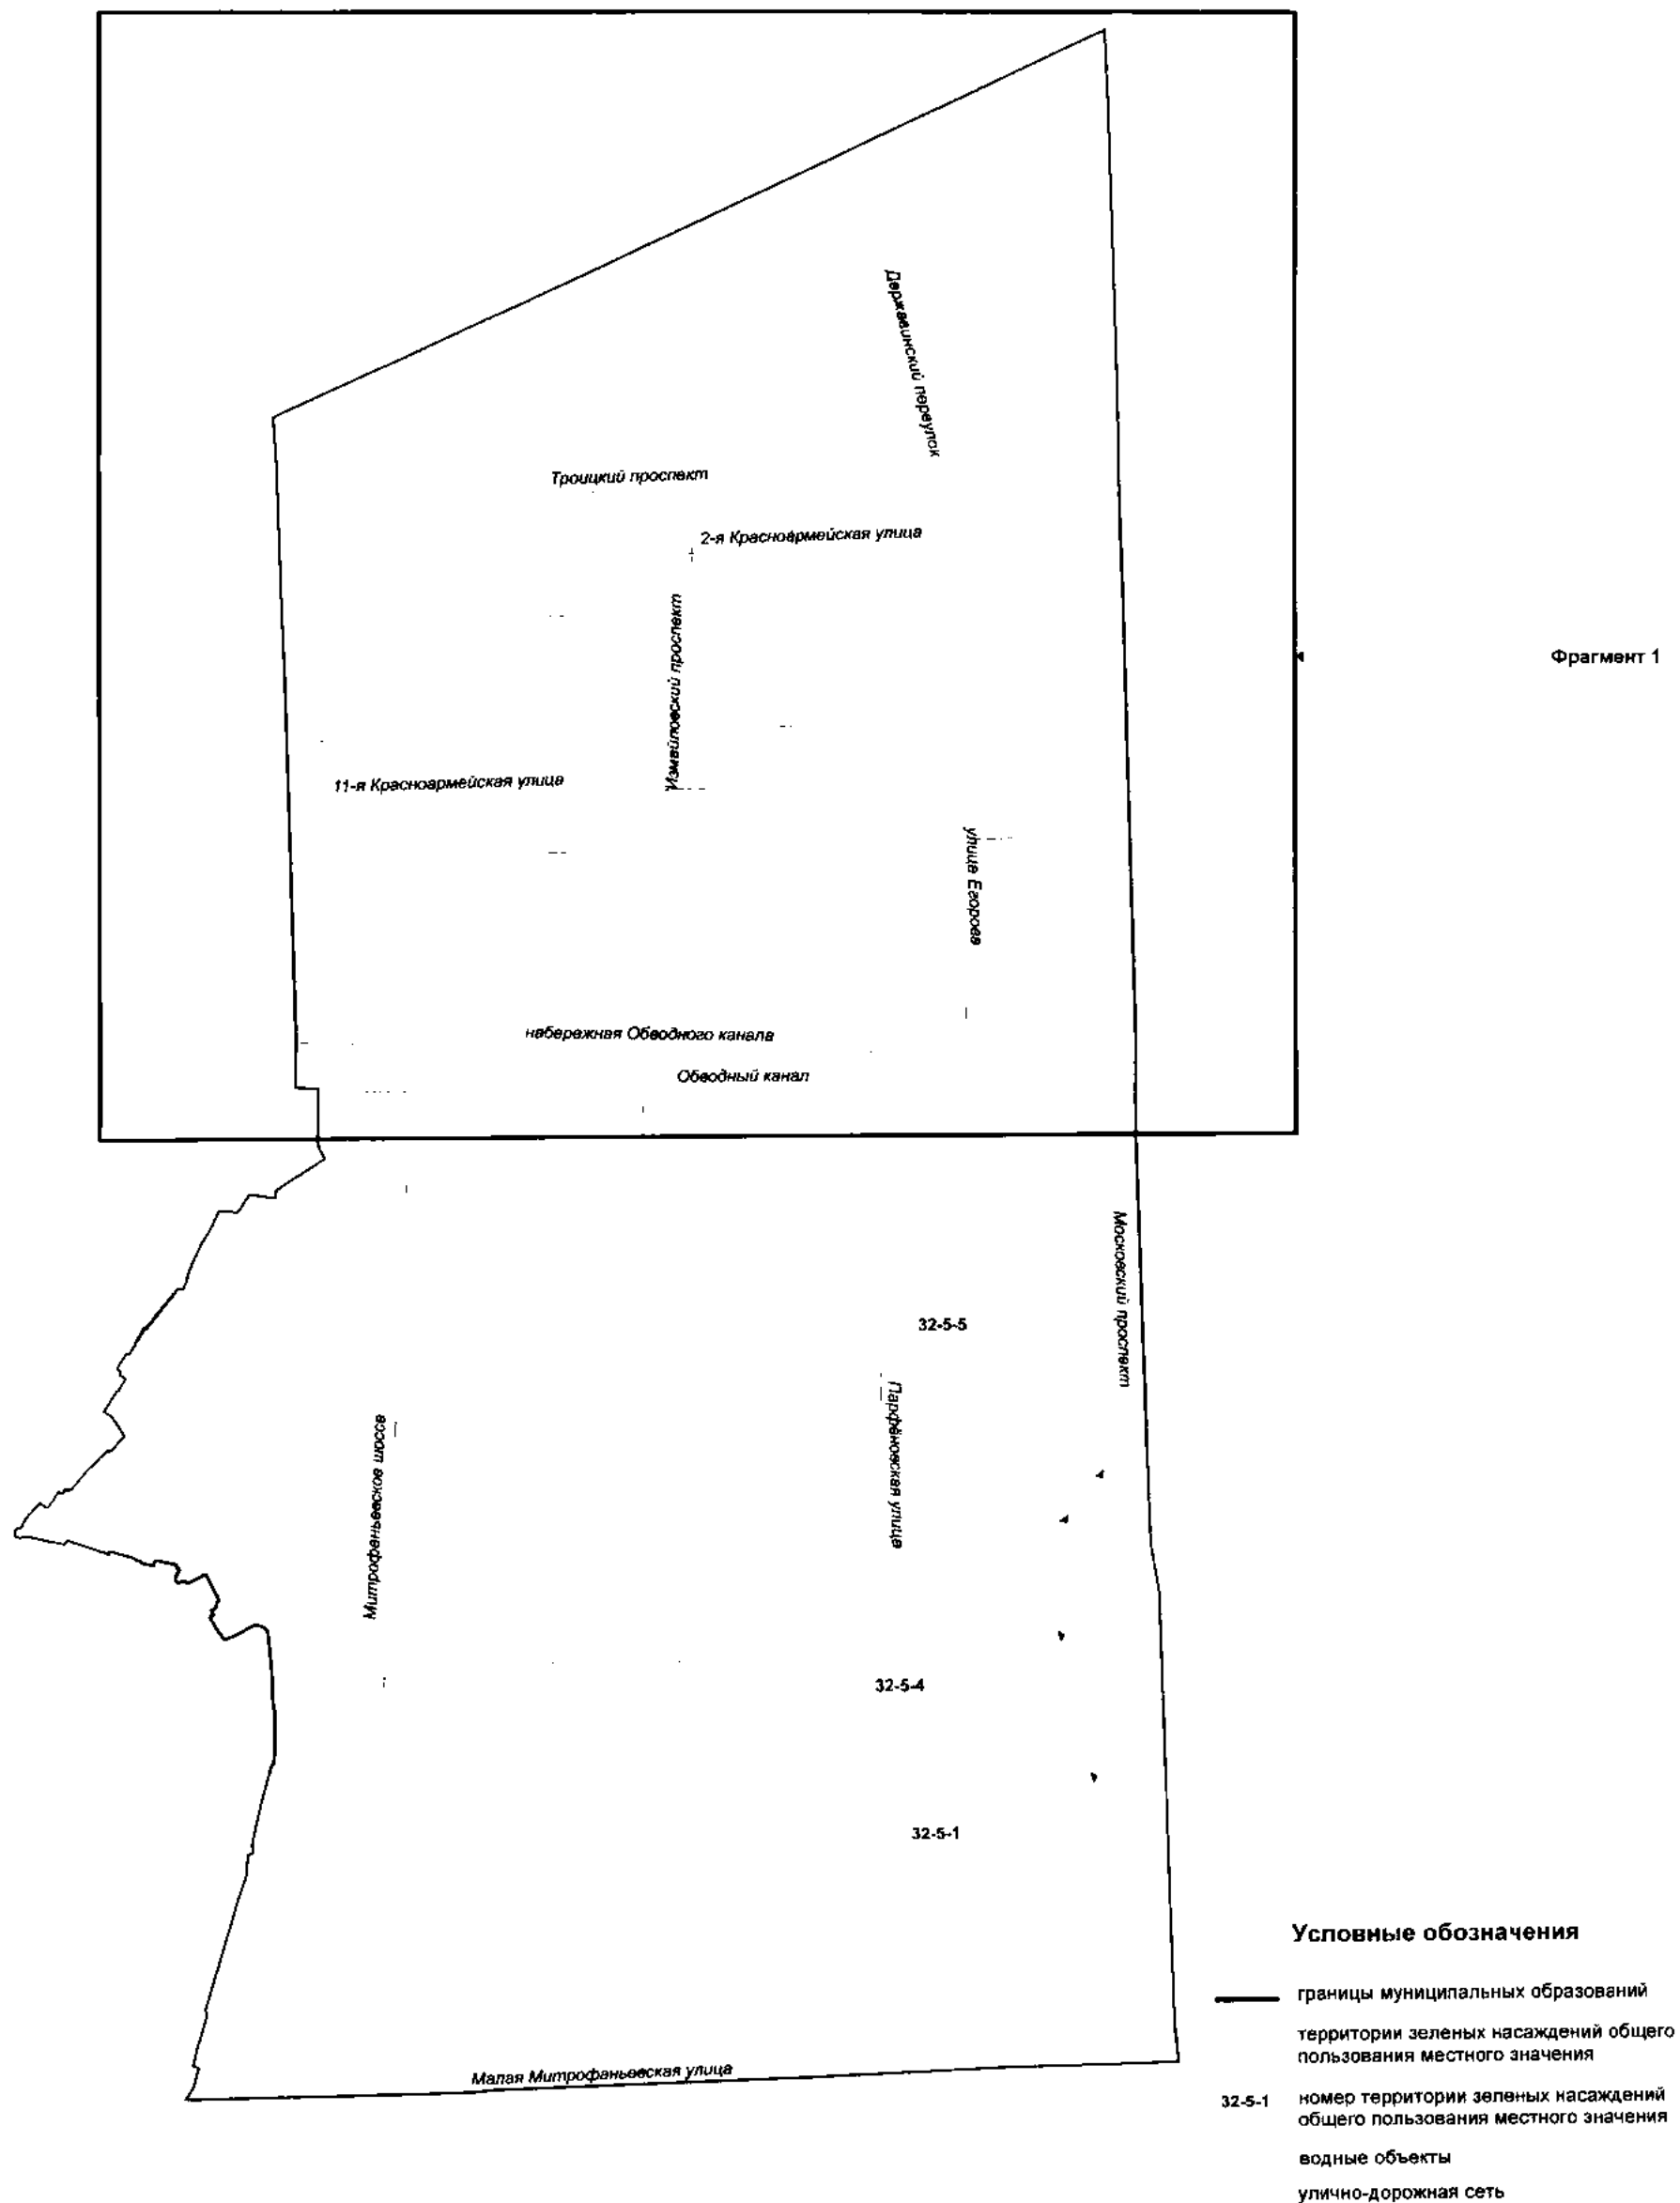 Державинский переулок
Троицкий проспект
2-я Красноармейская улица
Измайловский проспект
Фрагмент 1
11-я Красноармейская улица
улица Егорова
набережная Обводного канала
Обводный канал
Московский проспект
32-5-5
Парфёновская улица
Митрофаньевское шоссе
32-5-4
32-5-1
Малая Митрофаньевская улица
Условные обозначения
границы муниципальных образований
территории зеленых насаждений общего
пользования местного значения
32-5-1 номер территории зеленых насаждений
общего пользования местного значения
водные объекты
улично-дорожная сеть